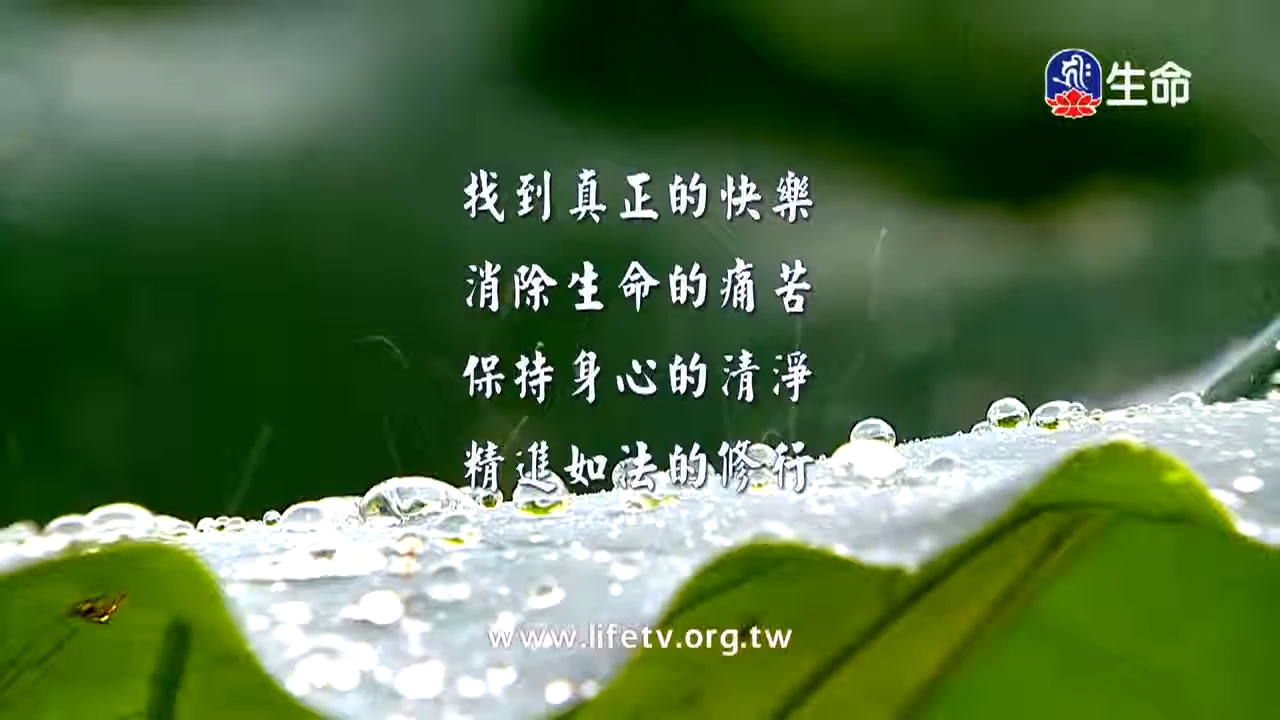 生命
找到真正的快樂
消除生命的痛苦
保持身心的清淨
精進如法的修行
www.lifetv.org.tw